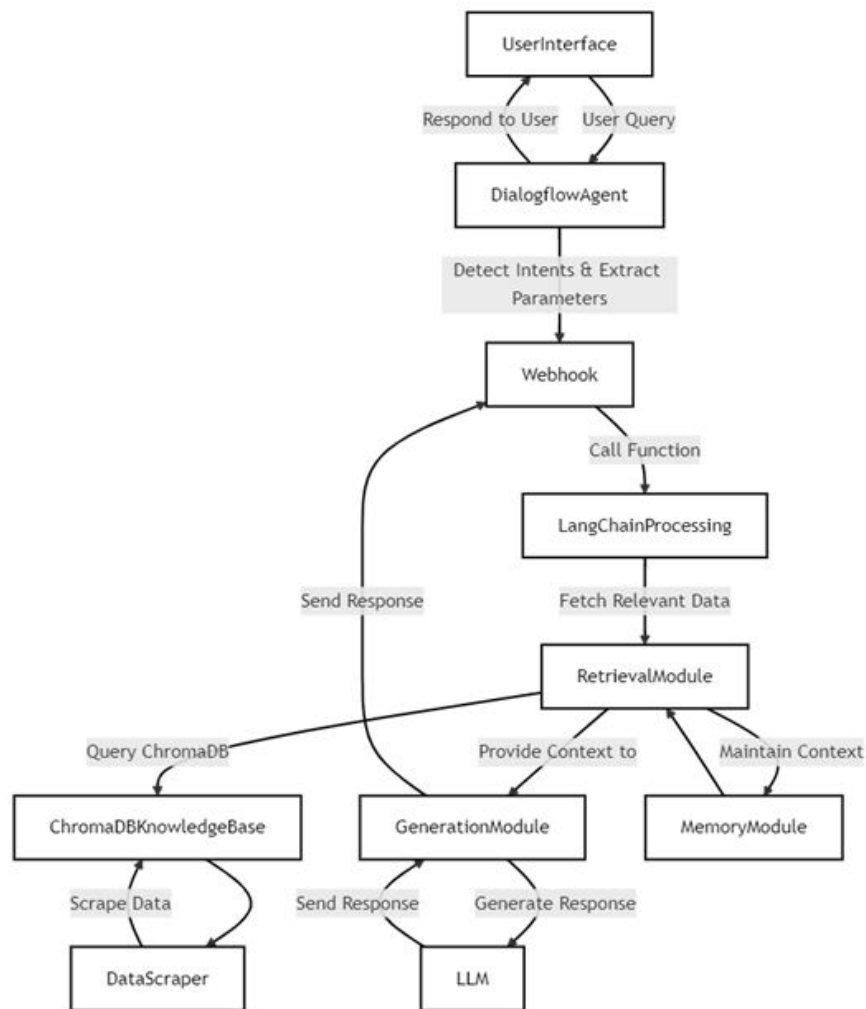 UserInterface
Respond to User
User Query
DialogflowAgent
Detect Intents & Extract
Parameters
Webhook
Call Function
LangChainProcessing
Send Response
Fetch Relevant Data
RetrievalModule
Query ChromaDB
Provide Context to
Maintain Context
ChromaDBKnowledgeBase
GenerationModule
MemoryModule
Scrape Data
Send Response
Generate Response
DataScraper
LLM